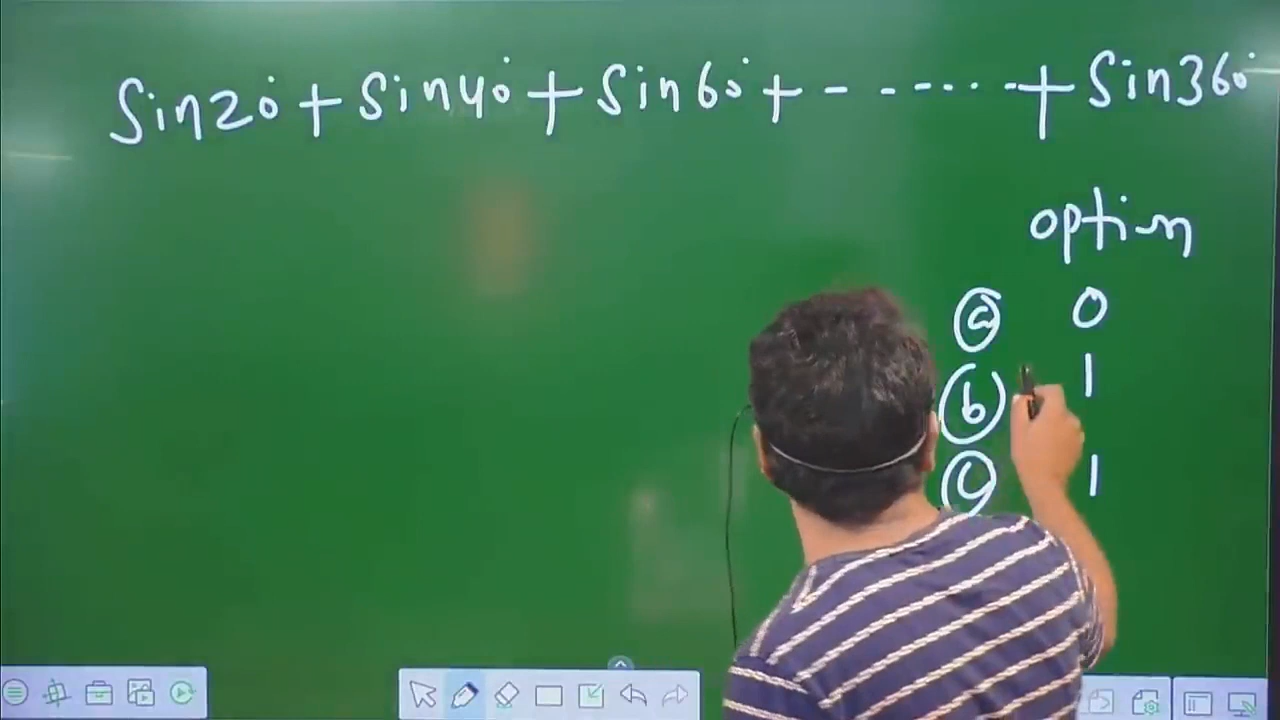 Sin20° + Sin40° + Sin60° + - - - - - - + Sin360°
option
(a) 0
(b) 1
(c) 1